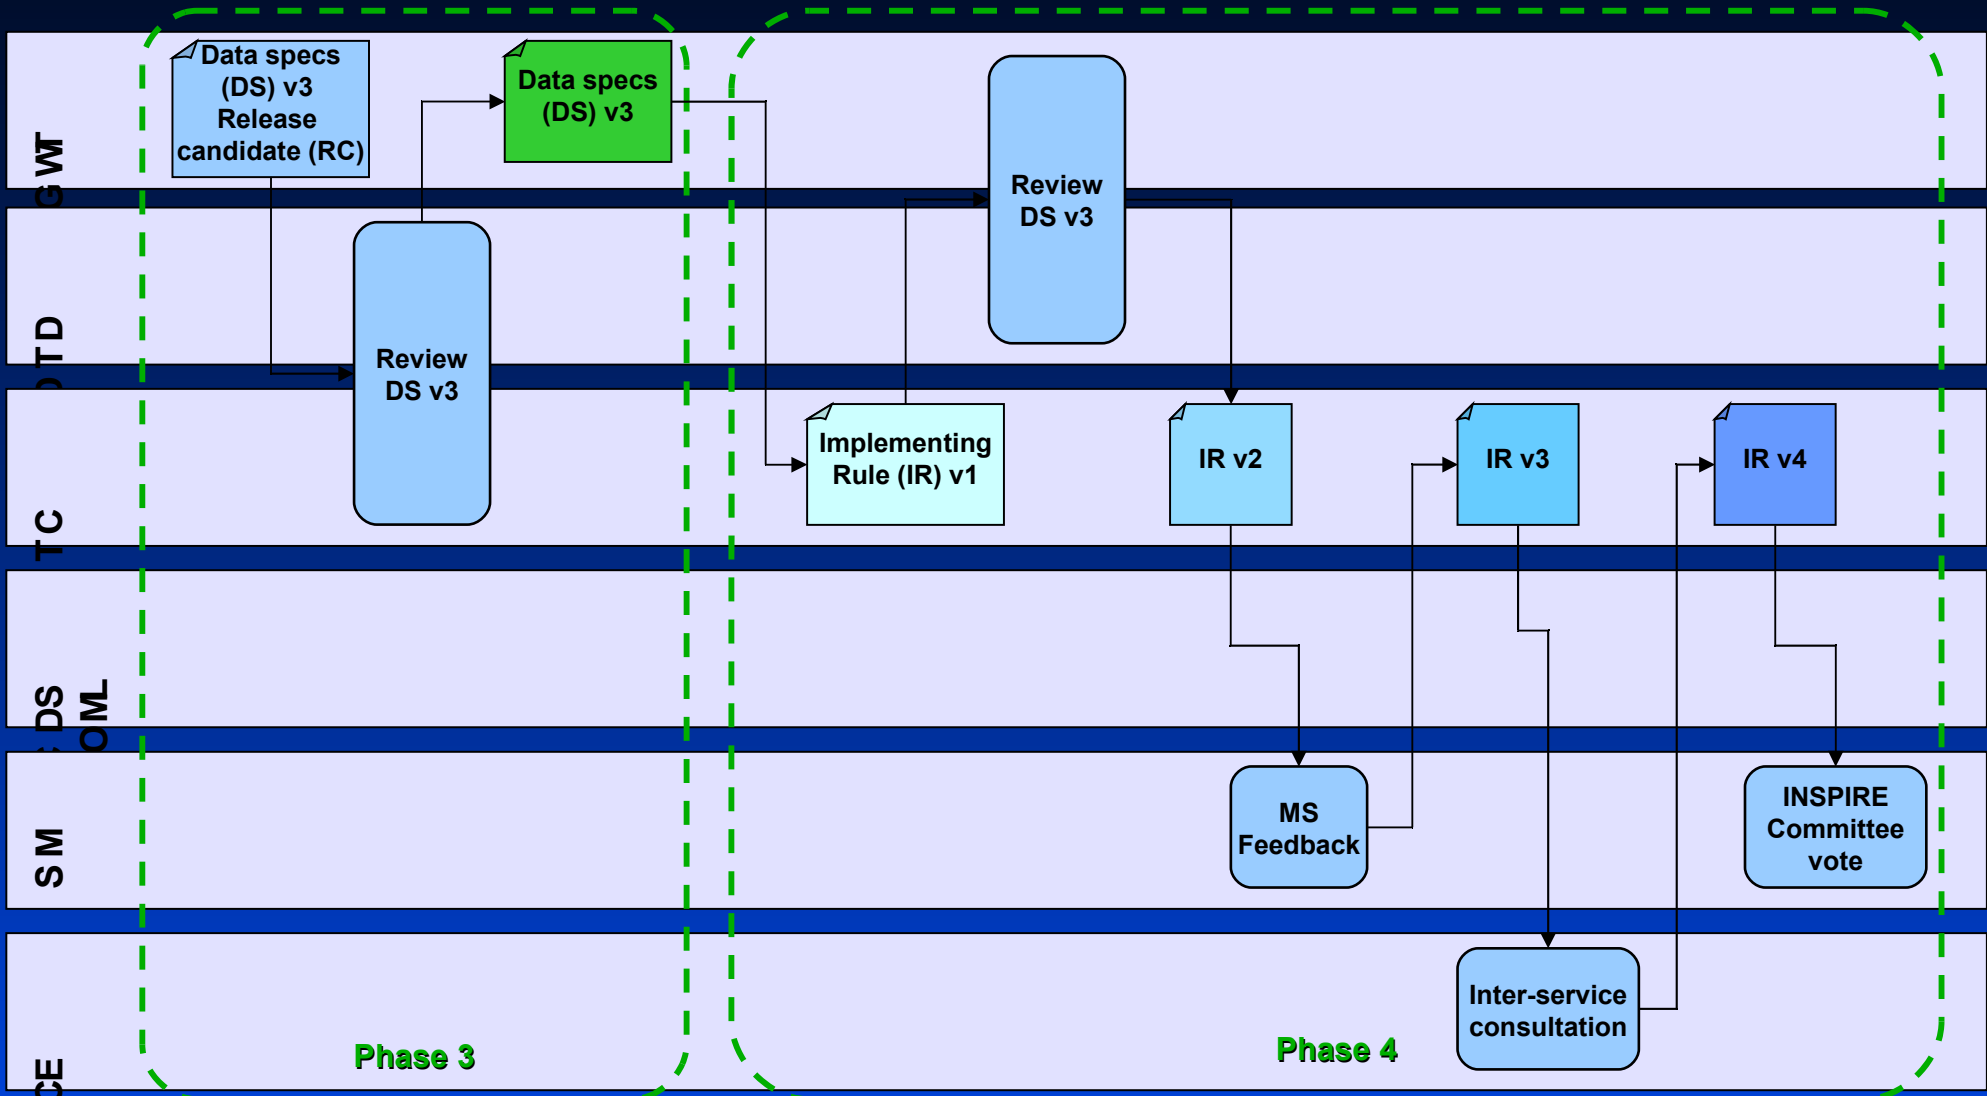 Data specs
(DS) v3
Release
candidate (RC)
Data specs
(DS) v3
Review
DS v3
Review
DS v3
Implementing
Rule (IR) v1
IR v2
IR v3
IR v4
MS
Feedback
INSPIRE
Committee
vote
Inter-service
consultation
Phase 3
Phase 4
T C
S M